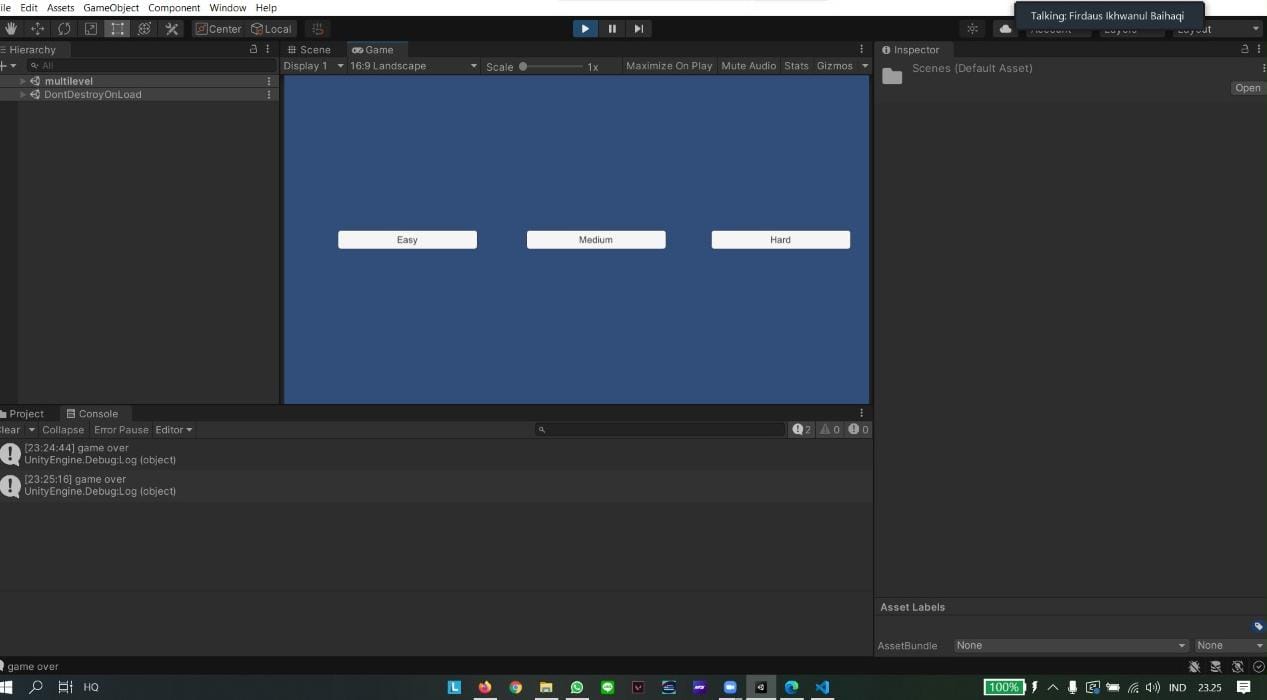 ile Edit Assets GameObject Component Window Help
Talking: Firdaus Ikhwanul Baihaqi
Center Local
Account Layers Layout
Hierarchy
Scene Game
Inspector
All
Display 1 16:9 Landscape Scale 1x Maximize On Play Mute Audio Stats Gizmos
Scenes (Default Asset)
Open
multilevel
DontDestroyOnLoad
Easy Medium Hard
Project Console
lear Collapse Error Pause Editor
2 0 0
[23:24:44] game over
UnityEngine.Debug:Log (object)
[23:25:16] game over
UnityEngine.Debug:Log (object)
Asset Labels
AssetBundle None None
game over
HQ
100% IND 23.25